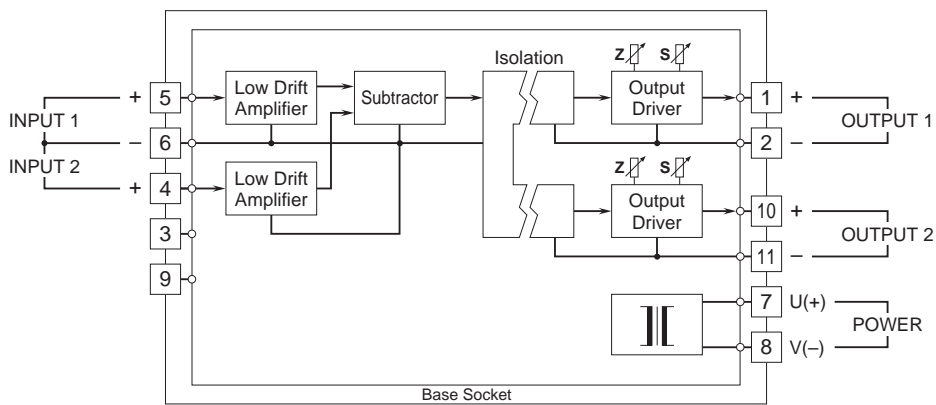 Isolation
Z
S
INPUT 1
+
5
Low Drift
Amplifier
Subtractor
Output
Driver
1
+
OUTPUT 1
–
6
2
–
INPUT 2
+
4
Low Drift
Amplifier
Z
S
Output
Driver
10
+
OUTPUT 2
3
11
–
9
7
U(+)
POWER
8
V(–)
Base Socket